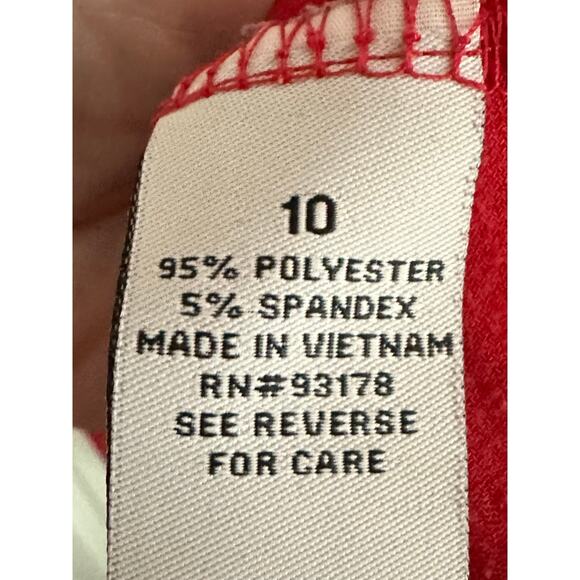 10
95% POLYESTER
5% SPANDEX
MADE IN VIETNAM
RN#93178
SEE REVERSE
FOR CARE